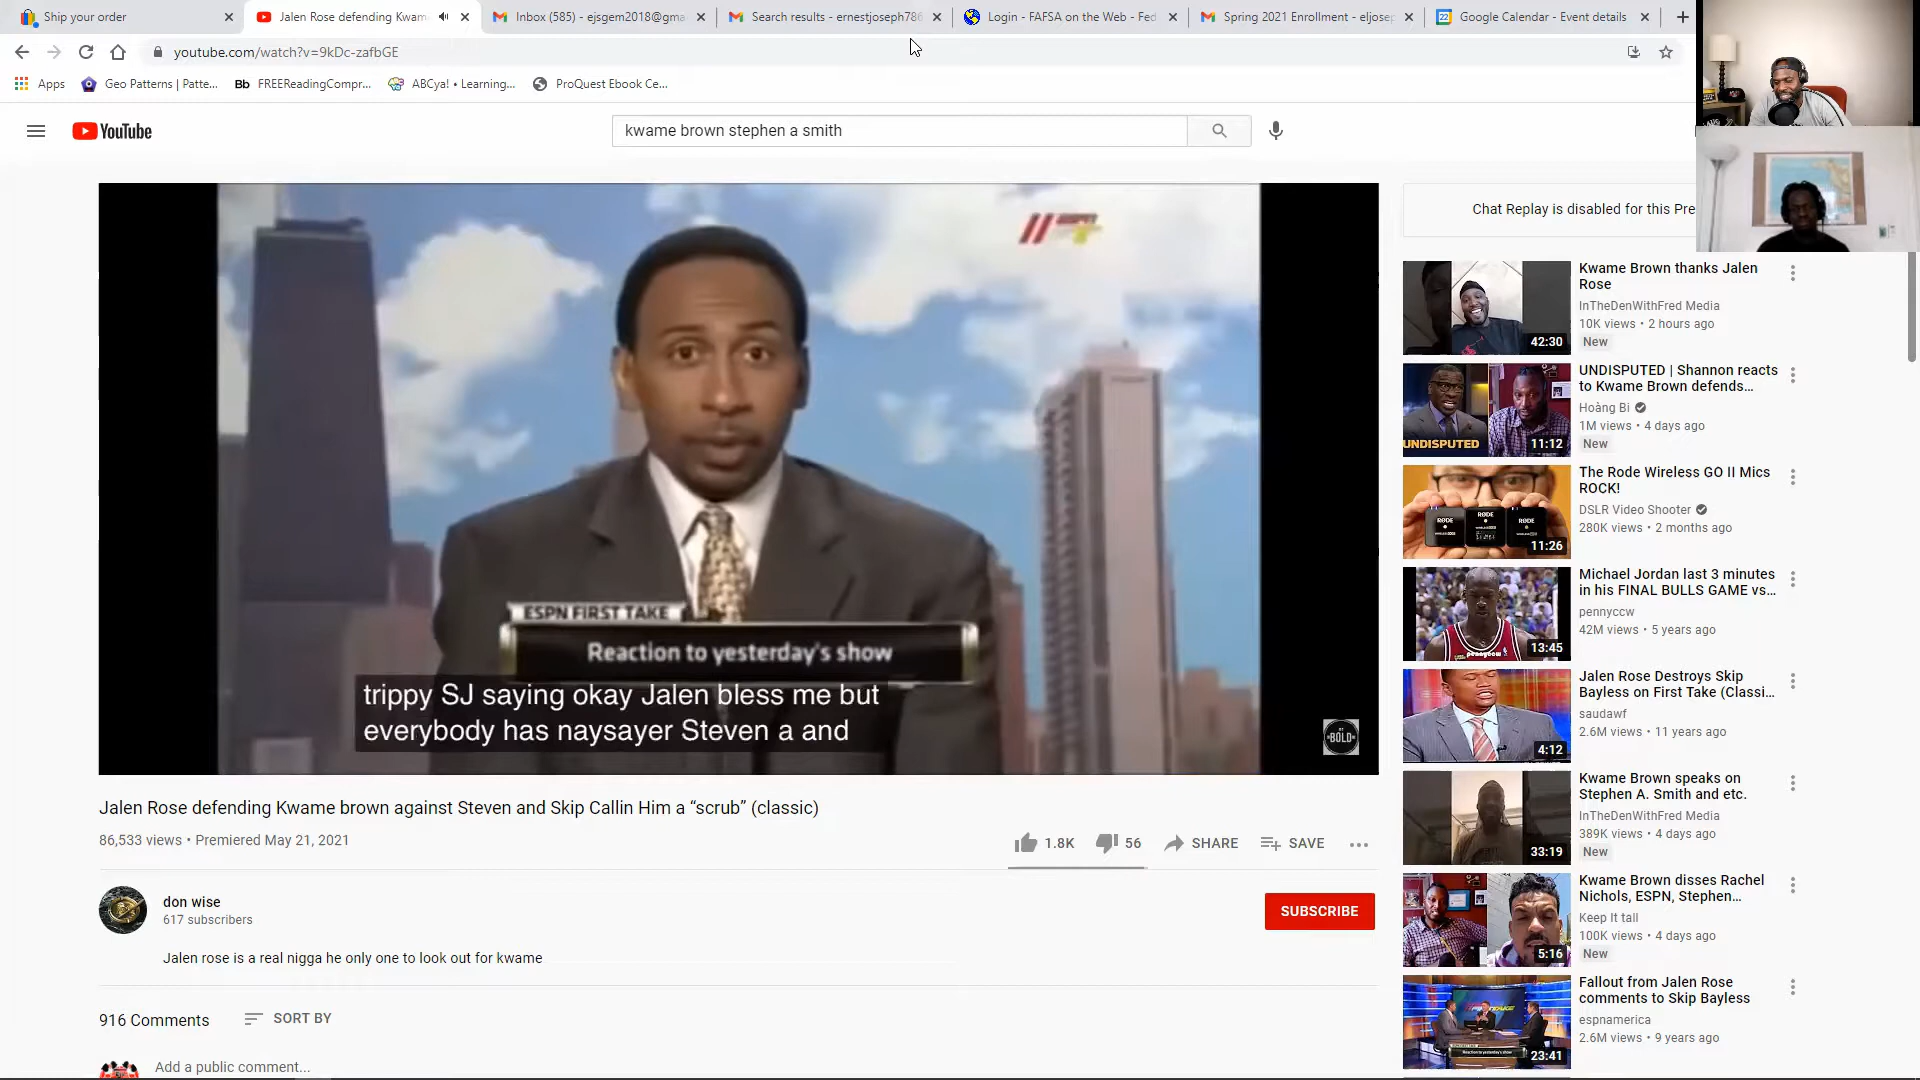 Ship your order
Jalen Rose defending Kwam
Inbox (585) - ejsgem2018@gma
Search results - ernestjoseph786
Login - FAFSA on the Web - Fed
Spring 2021 Enrollment - eljosep
Google Calendar - Event details
youtube.com/watch?v=9kDc-zafbGE
Apps
Geo Patterns | Patte...
Bb FREEReadingCompr...
ABCya! • Learning...
ProQuest Ebook Ce...
YouTube
kwame brown stephen a smith
ESPN FIRST TAKE
Reaction to yesterday's show
trippy SJ saying okay Jalen bless me but
everybody has naysayer Steven a and
BOLD
Jalen Rose defending Kwame brown against Steven and Skip Callin Him a “scrub” (classic)
86,533 views • Premiered May 21, 2021
1.8K
56
SHARE
SAVE
don wise
617 subscribers
SUBSCRIBE
Jalen rose is a real nigga he only one to look out for kwame
916 Comments
SORT BY
Add a public comment...
Chat Replay is disabled for this Pre
42:30
Kwame Brown thanks Jalen
Rose
InTheDenWithFred Media
10K views • 2 hours ago
New
UNDISPUTED
11:12
UNDISPUTED | Shannon reacts
to Kwame Brown defends...
Hoàng Bi
1M views • 4 days ago
New
RØDE
RØDE
RØDE
11:26
The Rode Wireless GO II Mics
ROCK!
DSLR Video Shooter
280K views • 2 months ago
pennyccw
13:45
Michael Jordan last 3 minutes
in his FINAL BULLS GAME vs...
pennyccw
42M views • 5 years ago
4:12
Jalen Rose Destroys Skip
Bayless on First Take (Classi...
saudawf
2.6M views • 11 years ago
33:19
Kwame Brown speaks on
Stephen A. Smith and etc.
InTheDenWithFred Media
389K views • 4 days ago
New
5:16
Kwame Brown disses Rachel
Nichols, ESPN, Stephen...
Keep It tall
100K views • 4 days ago
New
Reaction to yesterday's show
23:41
Fallout from Jalen Rose
comments to Skip Bayless
espnamerica
2.6M views • 9 years ago